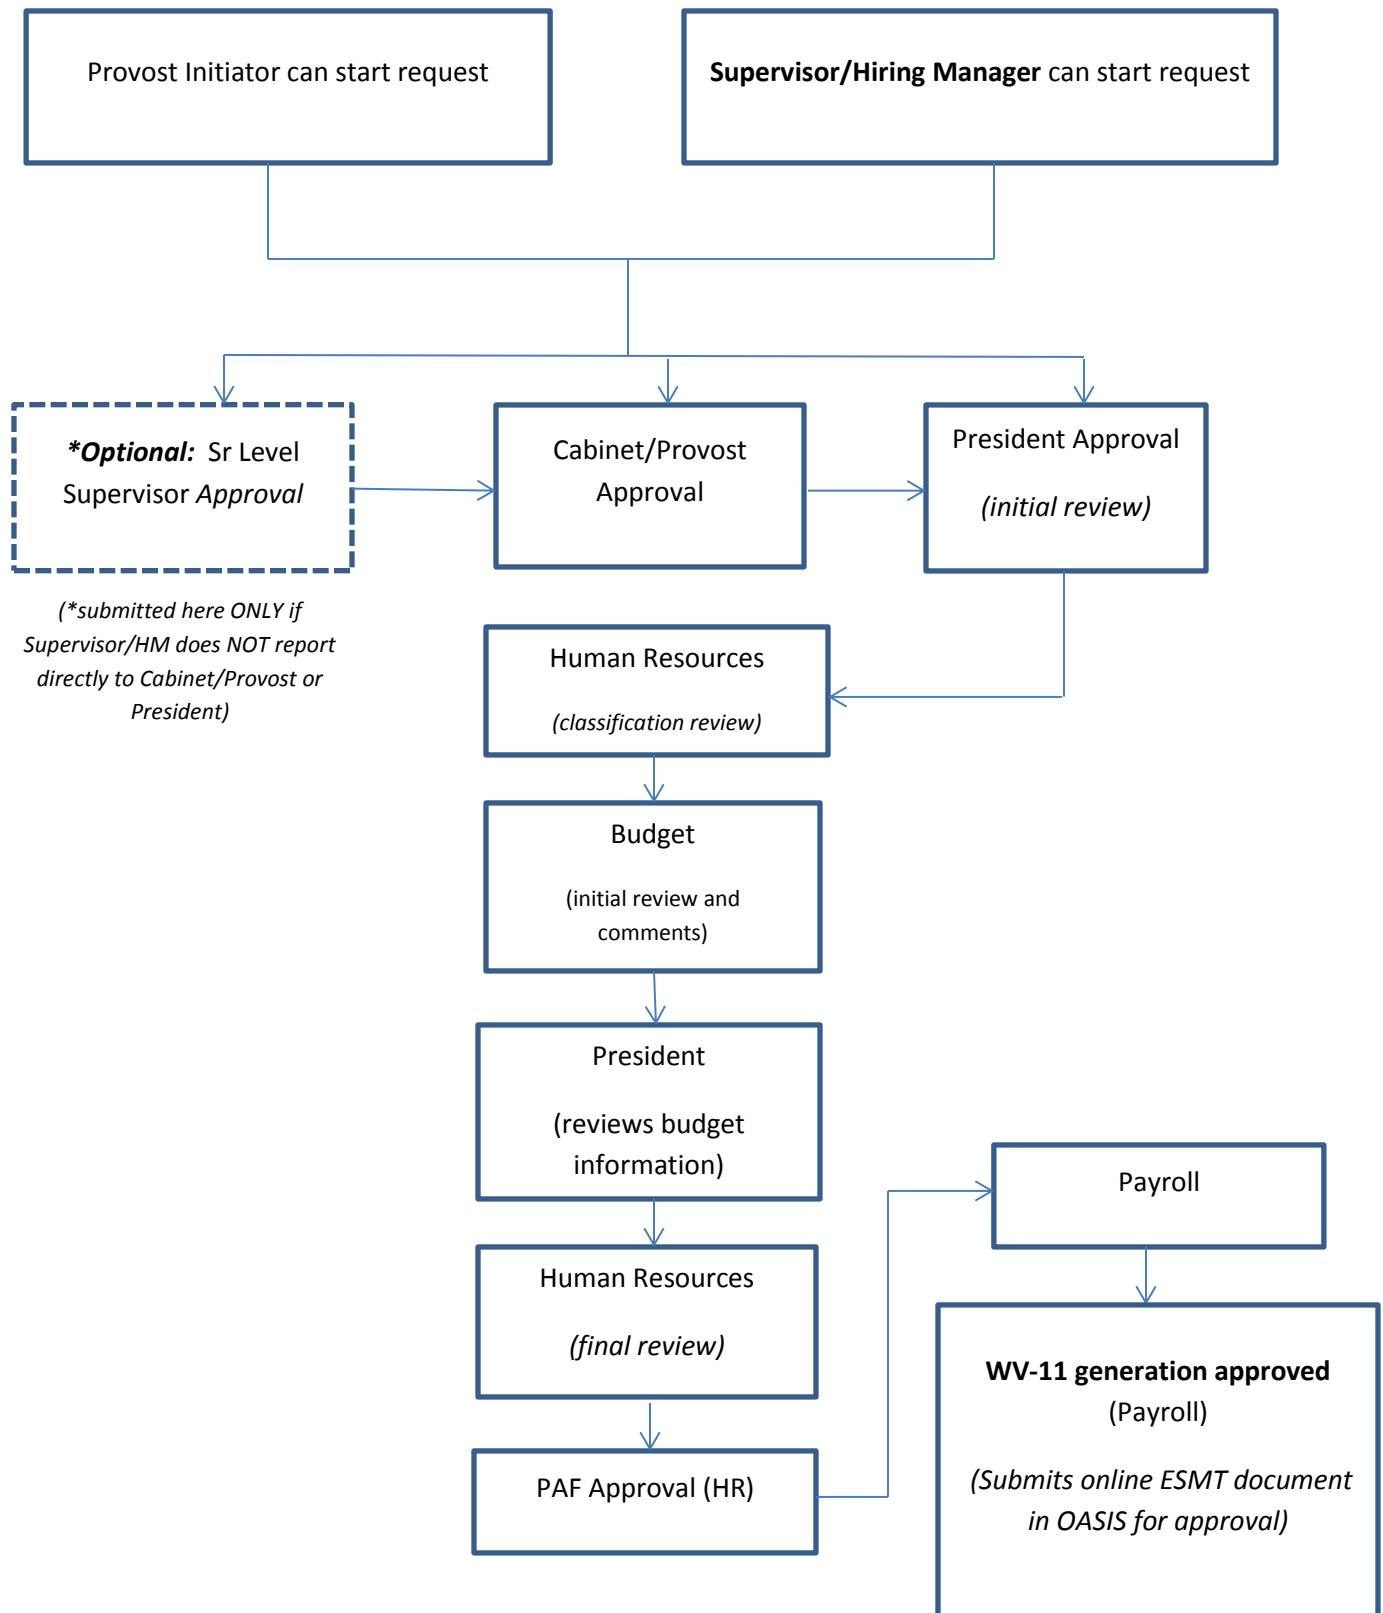 Provost Initiator can start request
Supervisor/Hiring Manager can start request
*Optional: Sr Level
Supervisor Approval
Cabinet/Provost
Approval
President Approval
(initial review)
(*submitted here ONLY if
Supervisor/HM does NOT report
directly to Cabinet/Provost or
President)
Human Resources
(classification review)
Budget
(initial review and
comments)
President
(reviews budget
information)
Human Resources
(final review)
PAF Approval (HR)
Payroll
WV-11 generation approved
(Payroll)
(Submits online ESMT document
in OASIS for approval)